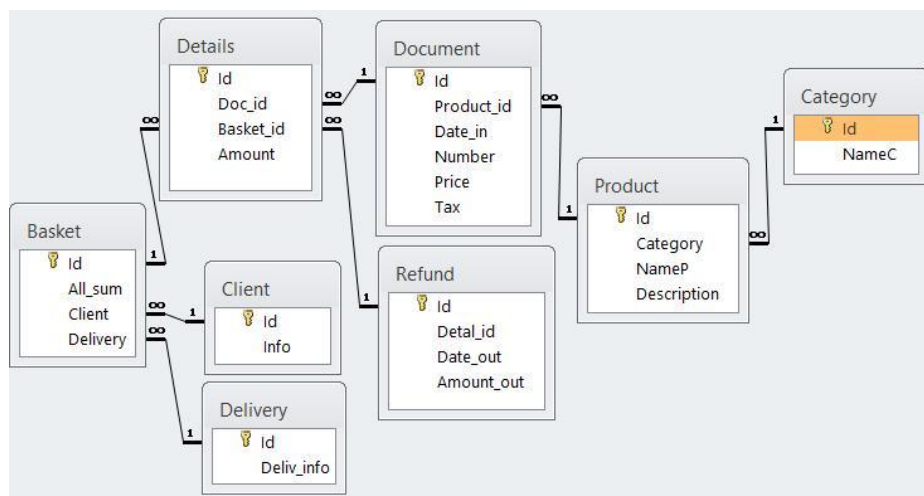 Details
Id
Doc_id
Basket_id
Amount
Document
Id
Product_id
Date_in
Number
Price
Tax
Category
Id
NameC
Product
Id
Category
NameP
Description
Basket
Id
All_sum
Client
Delivery
Client
Id
Info
Refund
Id
Detal_id
Date_out
Amount_out
Delivery
Id
Deliv_info
∞
1
∞
1
∞
1
∞
1
∞
1
∞
1
∞
1